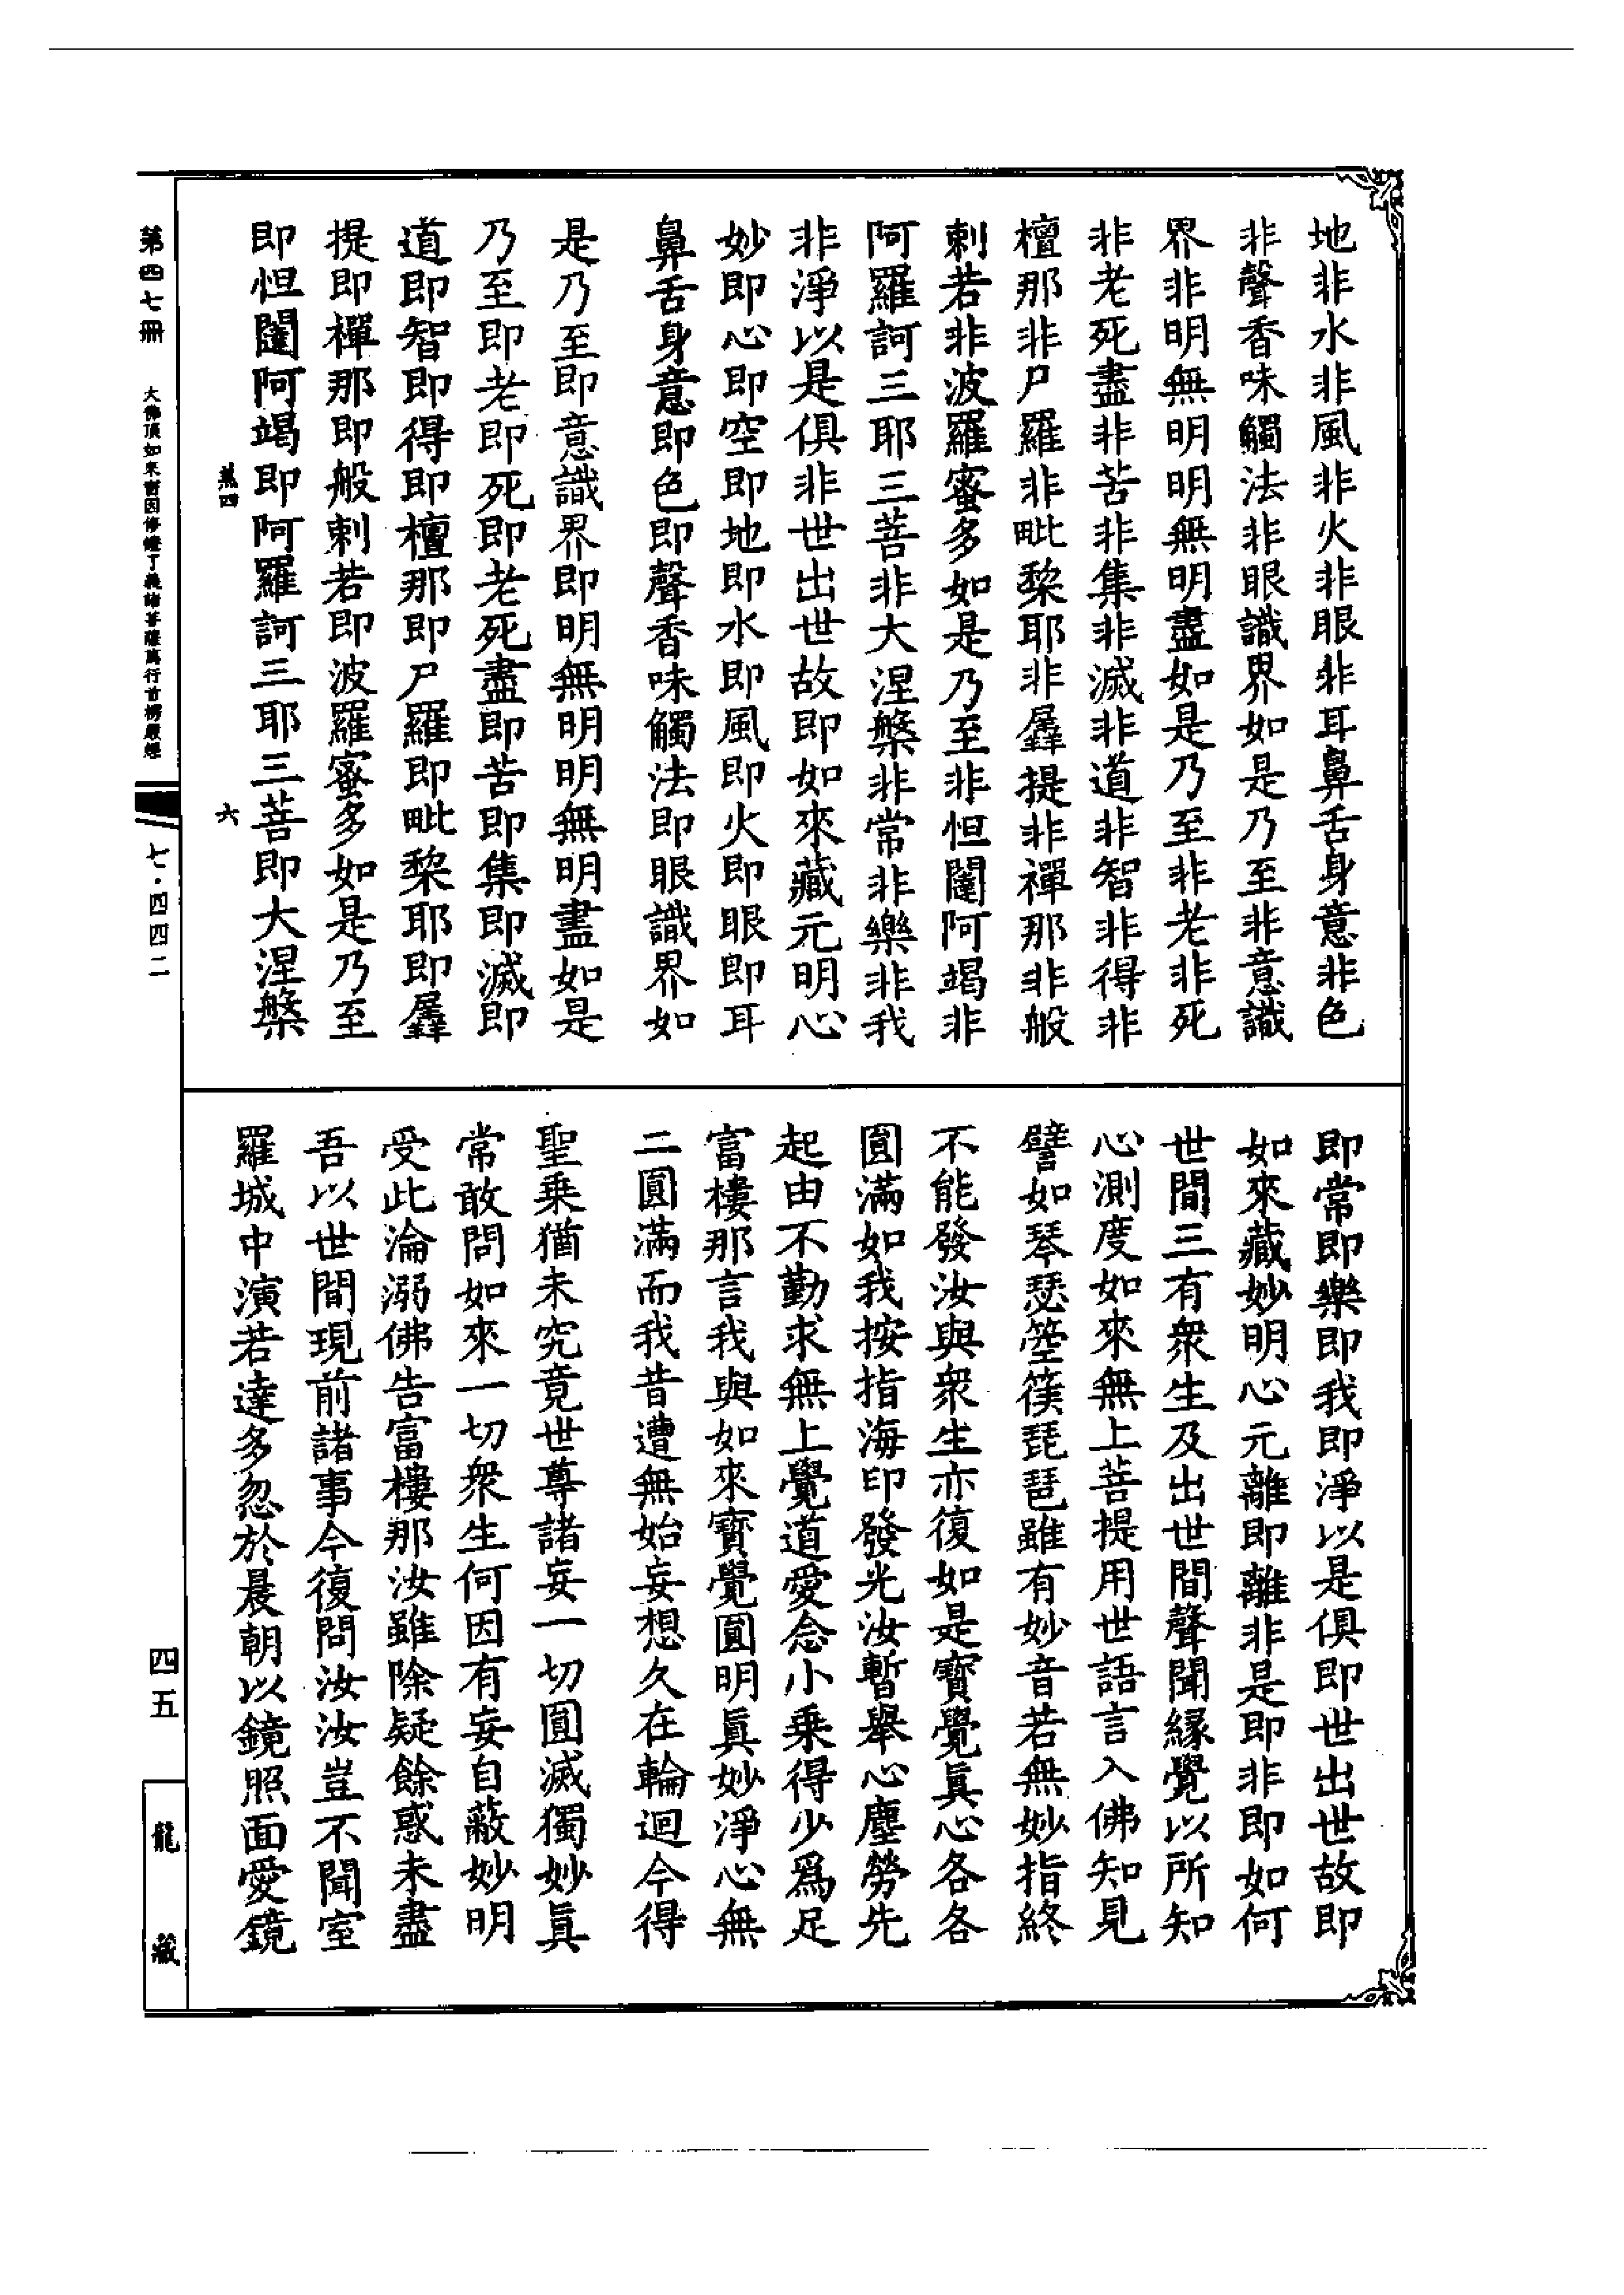 地非水非風非火非眼非耳鼻舌身意非色
非聲香味觸法非眼識界如是乃至非意識
界非明無明明無明盡如是乃至非老非死
非老死盡非苦非集非滅非道非智非得非
檀那非尸羅非毗棃耶非羼提非禪那非般
剌若非波羅蜜多如是乃至非怛闥阿竭非
阿羅訶三耶三菩非大涅槃非常非樂非我
非淨以是俱非世出世故即如來藏元明心
妙即心即空即地即水即風即火即眼即耳
鼻舌身意即色即聲香味觸法即眼識界如
是乃至即意識界即明無明明無明盡如是
乃至即老即死即老死盡即苦即集即滅即
道即智即得即檀那即尸羅即毗棃耶即羼
提即禪那即般剌若即波羅蜜多如是乃至
即怛闥阿竭即阿羅訶三耶三菩即大涅槃
六
即常即樂即我即淨以是俱即世出世故即
如來藏妙明心元離即離非是即非即如何
世間三有衆生及出世間聲聞緣覺以所知
心測度如來無上菩提用世語言入佛知見
譬如琴瑟箜篌琵琶雖有妙音若無妙指終
不能發汝與衆生亦復如是寶覺眞心各各
圓滿如我按指海印發光汝暫舉心塵勞先
起由不勤求無上覺道愛念小乘得少爲足
富樓那言我與如來寶覺圓明眞妙淨心無
二圓滿而我昔遭無始妄想久在輪迴今得
聖乘猶未究竟世尊諸妄一切圓滅獨妙眞
常敢問如來一切衆生何因有妄自蔽妙明
受此淪溺佛告富樓那汝雖除疑餘惑未盡
吾以世間現前諸事今復問汝汝豈不聞室
羅城中演若達多忽於晨朝以鏡照面愛鏡
第四七冊
大佛頂如來密因修證了義諸菩薩萬行首楞嚴經
七·四四二
四五
龍藏